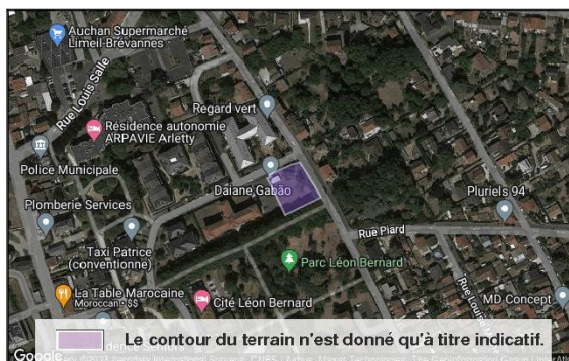 Auchan Supermarché
Limeil-Brévannes
Rue Louis Salle
Regard vert
Résidence autonomie
ARPAVIE Arletty
Police Municipale
Daiane Gabao
Pluriels 94
Plomberie Services
Rue Piard
Taxi Patrice
(conventionne)
Parc Léon Bernard
La Table Marocaine
Moroccan • $$
Cité Léon Bernard
MD Concept
Le contour du terrain n'est donné qu'à titre indicatif.
Google